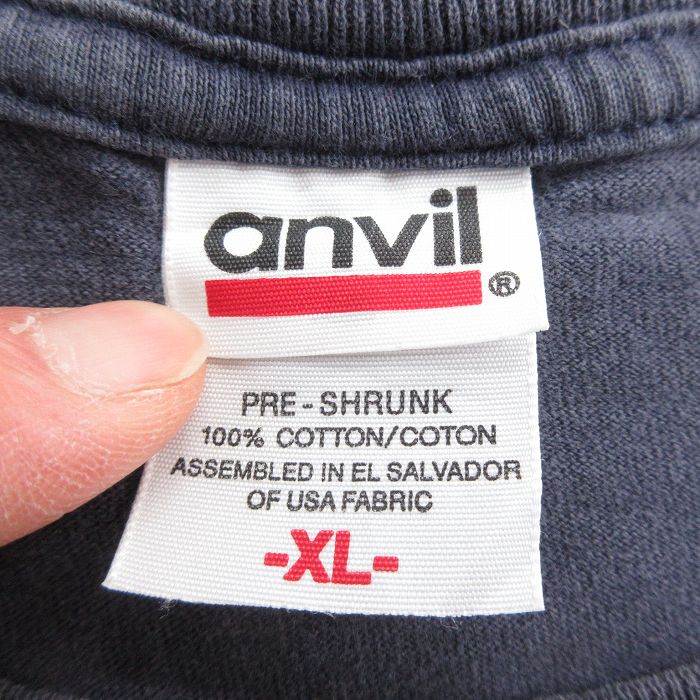 anvil®
PRE-SHRUNK
100% COTTON/COTON
ASSEMBLED IN EL SALVADOR
OF USA FABRIC
-XL-